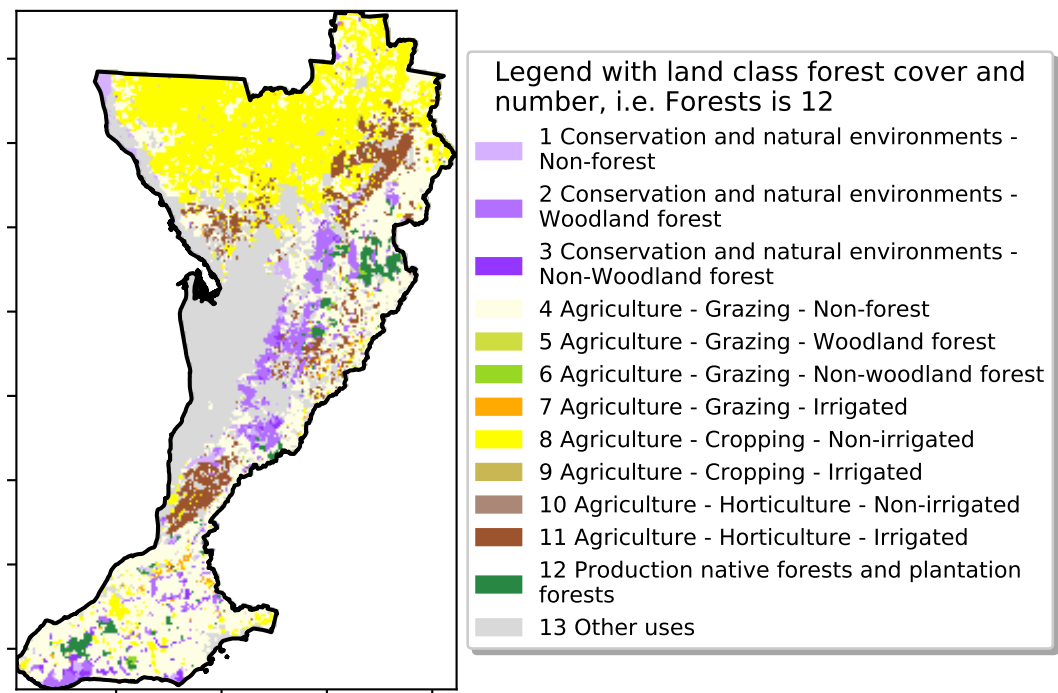 Legend with land class forest cover and
number, i.e. Forests is 12
1 Conservation and natural environments -
Non-forest
2 Conservation and natural environments -
Woodland forest
3 Conservation and natural environments -
Non-Woodland forest
4 Agriculture - Grazing - Non-forest
5 Agriculture - Grazing - Woodland forest
6 Agriculture - Grazing - Non-woodland forest
7 Agriculture - Grazing - Irrigated
8 Agriculture - Cropping - Non-irrigated
9 Agriculture - Cropping - Irrigated
10 Agriculture - Horticulture - Non-irrigated
11 Agriculture - Horticulture - Irrigated
12 Production native forests and plantation
forests
13 Other uses